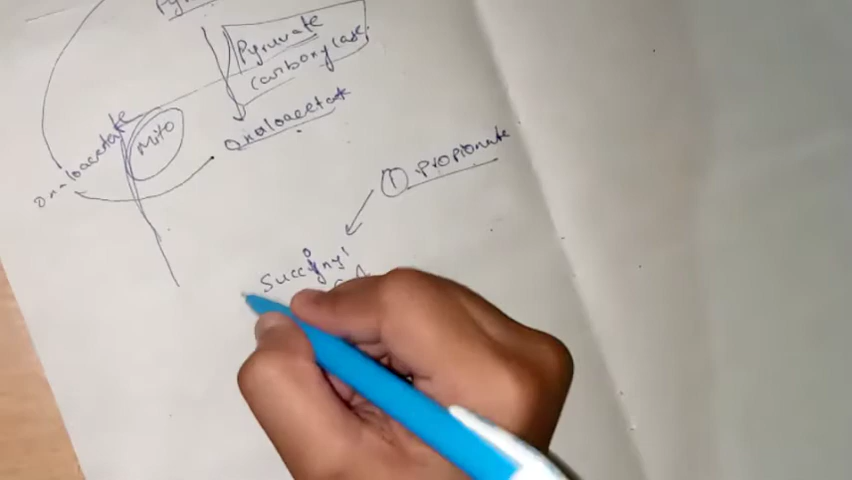 Pyruvate
carboxylase
oxaloacetate
oxaloacetate
Mito
① Propionate
Succinyl